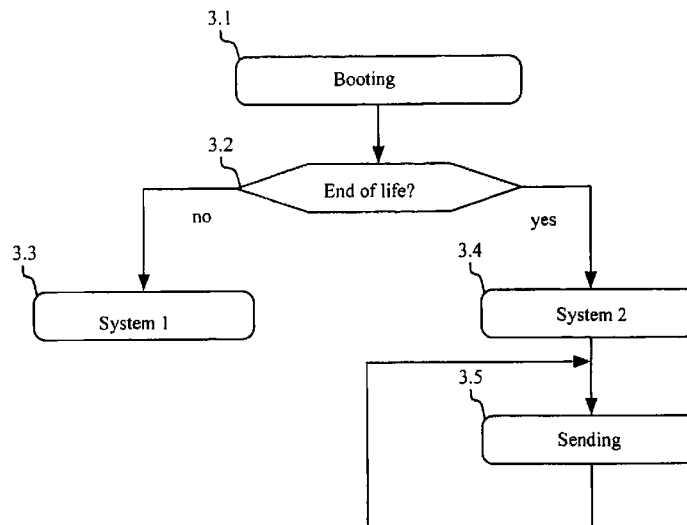 3.1
Booting
3.2
End of life?
no
yes
3.3
System 1
3.4
System 2
3.5
Sending